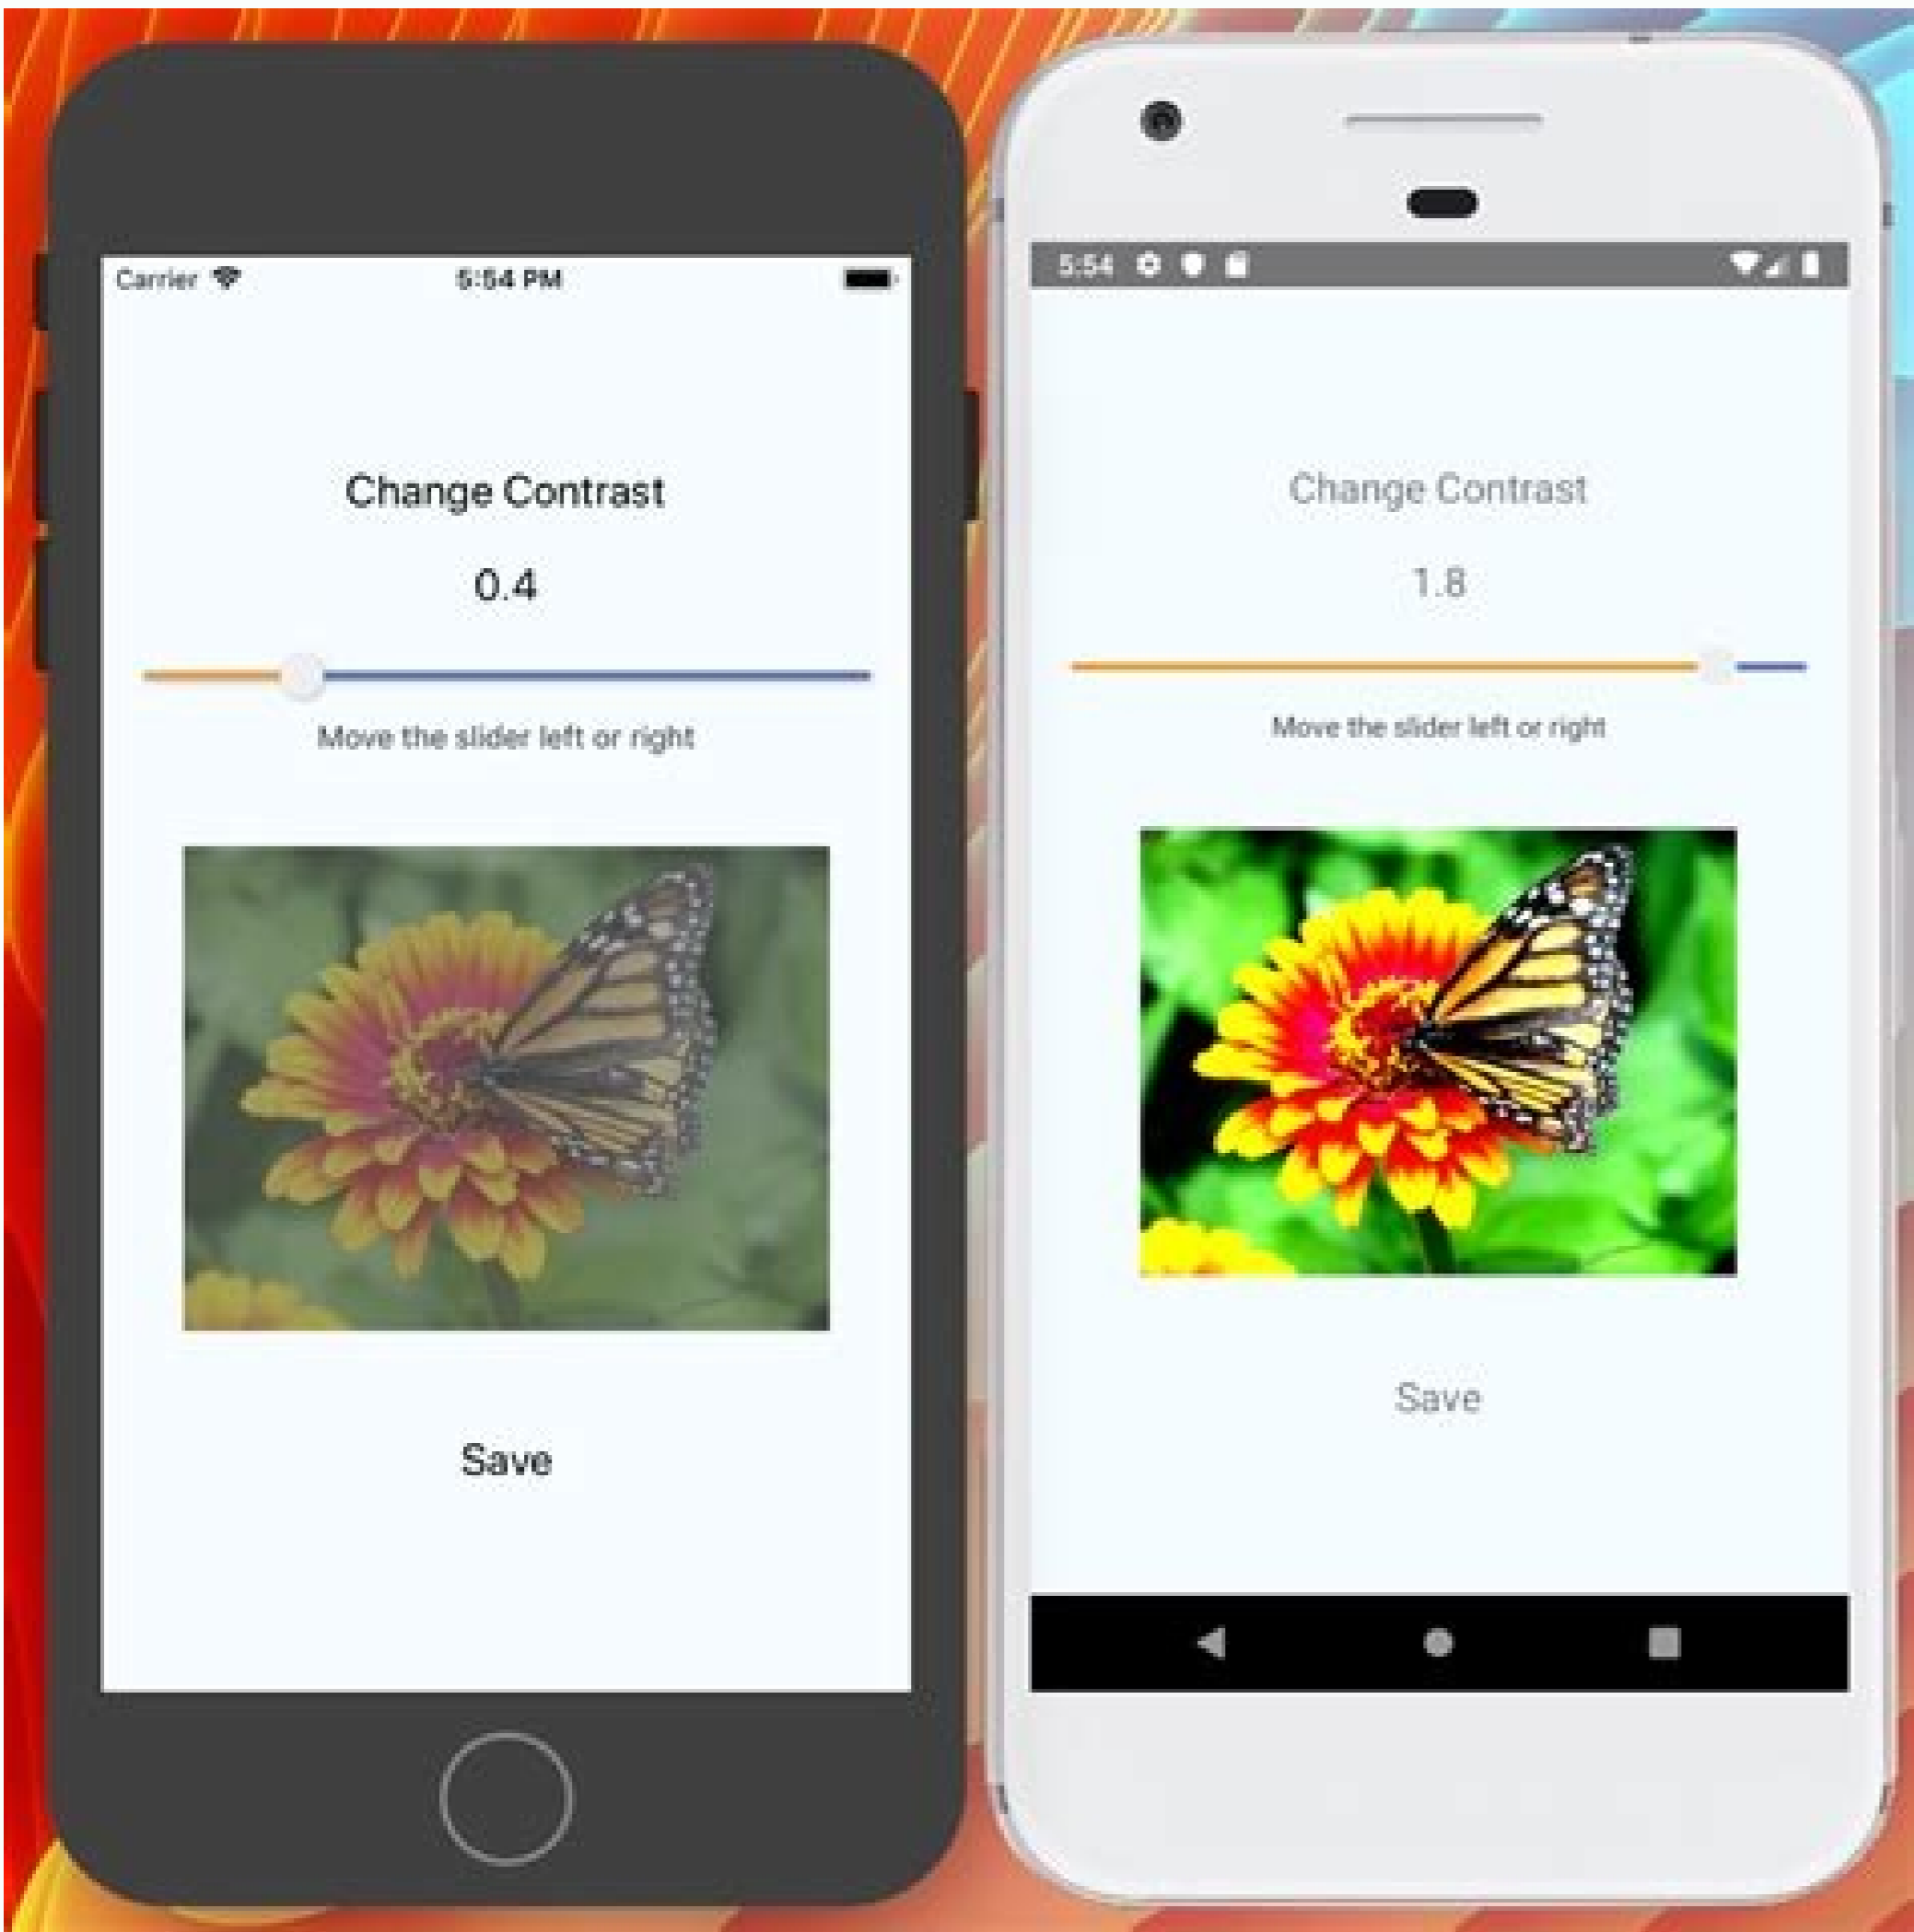 Carrier 5:54 PM
Change Contrast
0.4
Move the slider left or right
Save
5:54
Change Contrast
1.8
Move the slider left or right
Save